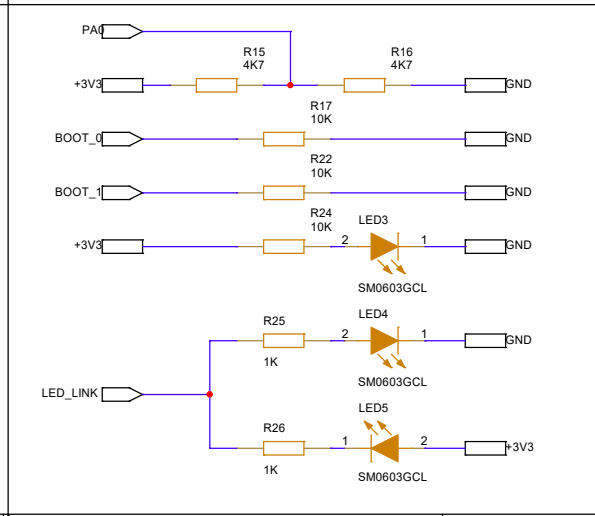 PA0
R15
4K7
R16
4K7
+3V3
GND
R17
10K
BOOT_0
GND
R22
10K
BOOT_1
GND
R24
10K
LED3
+3V3
2
1
GND
SM0603GCL
LED4
R25
2
1
GND
1K
SM0603GCL
LED_LINK
LED5
R26
1
2
+3V3
1K
SM0603GCL